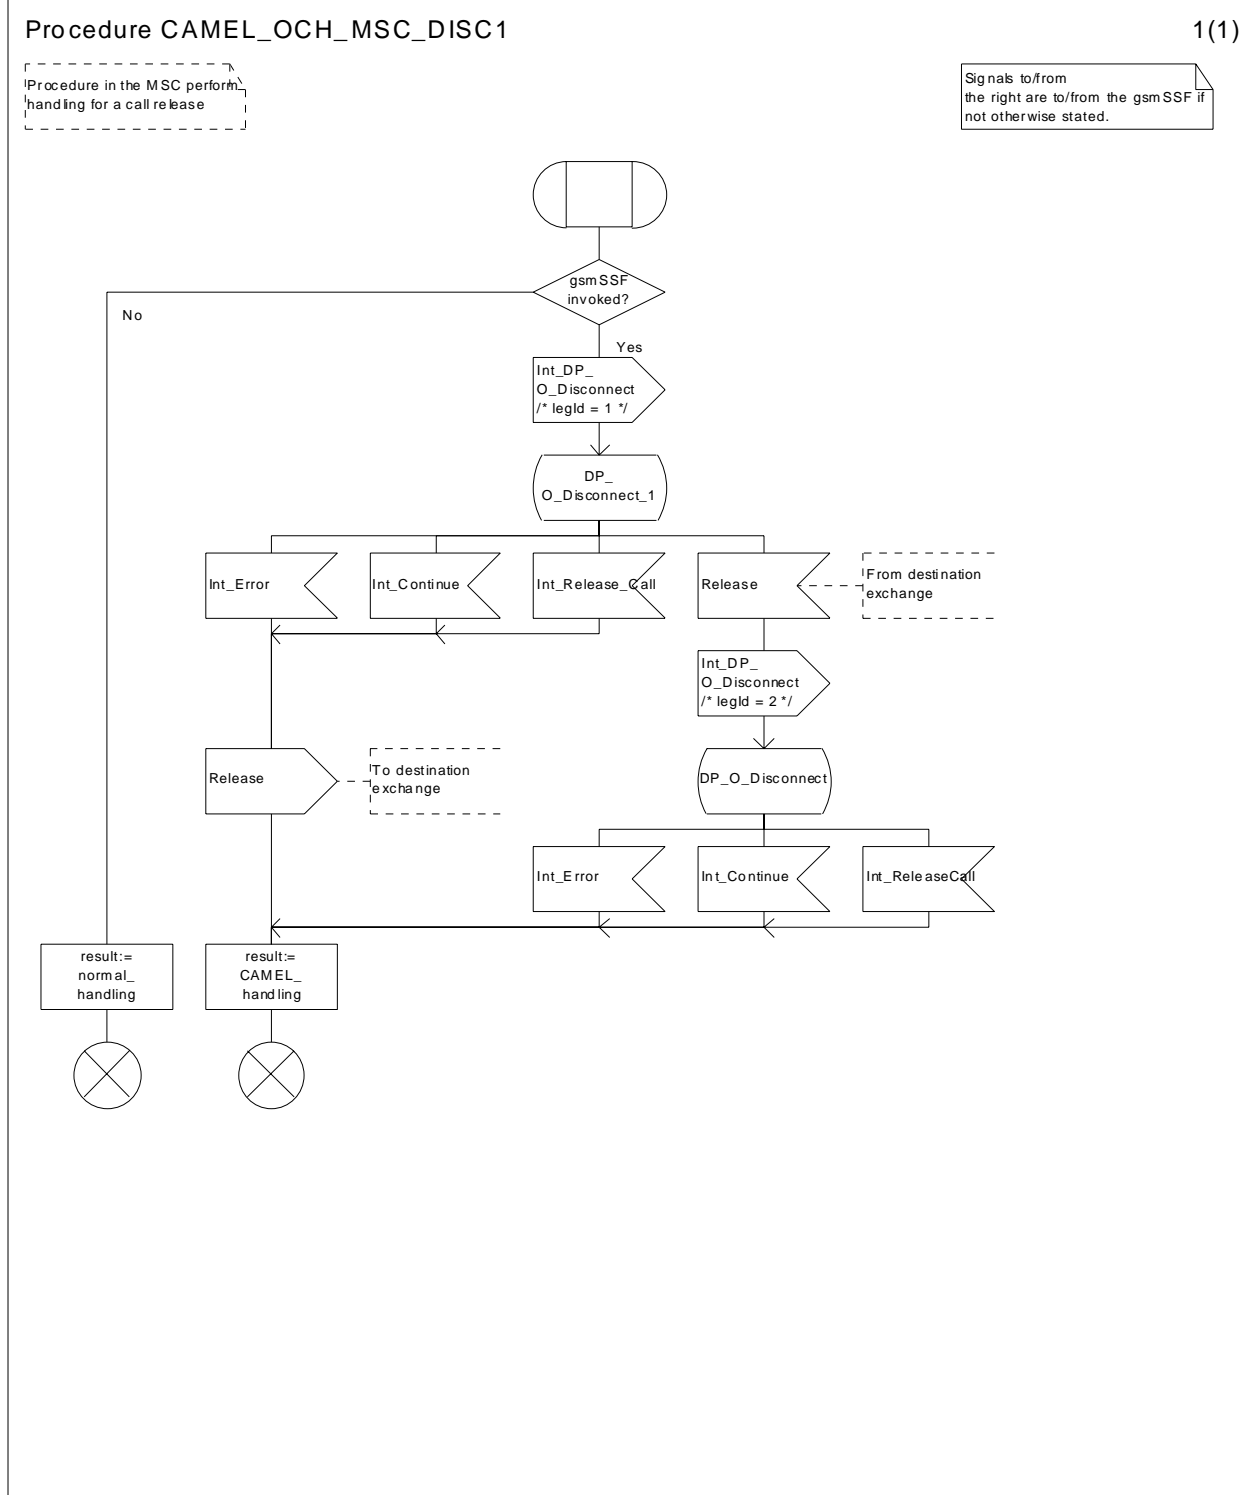 Procedure CAMEL_OCH_MSC_DISC1
1(1)
Procedure in the MSC perform
handling for a call release
Signals to/from
the right are to/from the gsmSSF if
not otherwise stated.
gsmSSF
invoked?
No
Yes
Int_DP_
O_Disconnect
/* legId = 1 */
DP_
O_Disconnect_1
Int_Error
Int_Continue
Int_Release_Call
Release
From destination
exchange
Int_DP_
O_Disconnect
/* legId = 2 */
Release
To destination
exchange
DP_O_Disconnect
Int_Error
Int_Continue
Int_ReleaseCall
result:=
normal_
handling
result:=
CAMEL_
handling